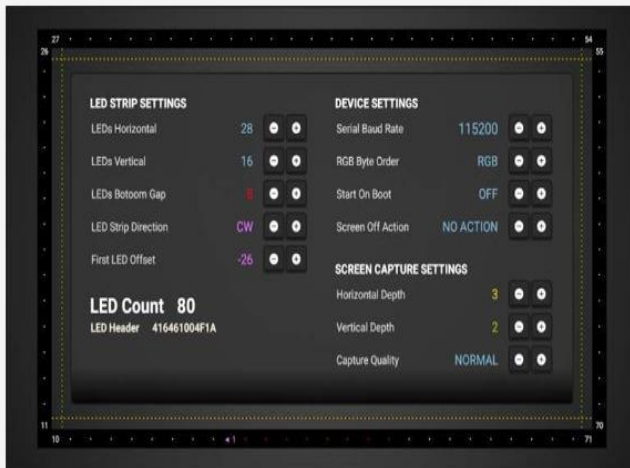 27 54
26 55
LED STRIP SETTINGS
LEDs Horizontal 28
LEDs Vertical 16
LEDs Botoom Gap 8
LED Strip Direction CW
First LED Offset -26
LED Count 80
LED Header 416461004F1A
DEVICE SETTINGS
Serial Baud Rate 115200
RGB Byte Order RGB
Start On Boot OFF
Screen Off Action NO ACTION
SCREEN CAPTURE SETTINGS
Horizontal Depth 3
Vertical Depth 2
Capture Quality NORMAL
11 70
10 1 71